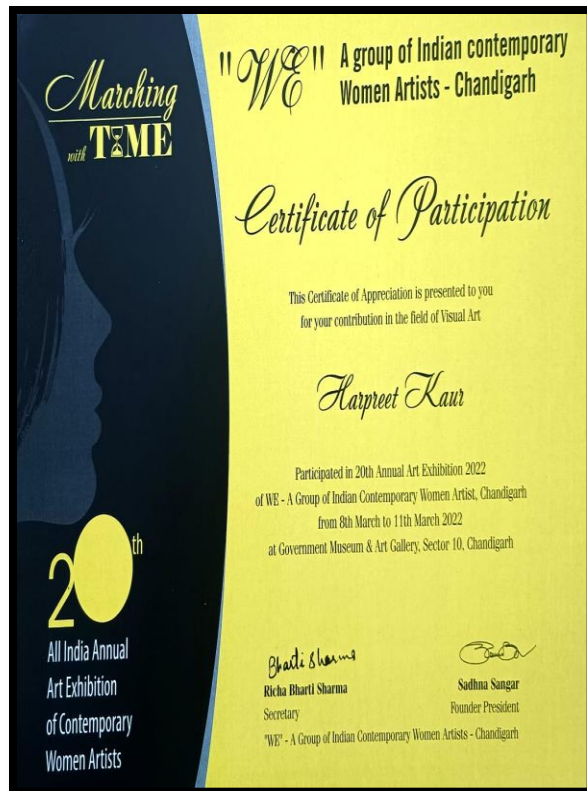 Marching
with TIME
"WE" A group of Indian contemporary
Women Artists - Chandigarh
Certificate of Participation
This Certificate of Appreciation is presented to you
for your contribution in the field of Visual Art
Harpreet Kaur
Participated in 20th Annual Art Exhibition 2022
of WE - A Group of Indian Contemporary Women Artist, Chandigarh
from 8th March to 11th March 2022
at Government Museum & Art Gallery, Sector 10, Chandigarh
20th
All India Annual
Art Exhibition
of Contemporary
Women Artists
Bharti Sharma
Richa Bharti Sharma
Secretary
Sadhna Sangar
Founder President
"WE" - A Group of Indian Contemporary Women Artists - Chandigarh